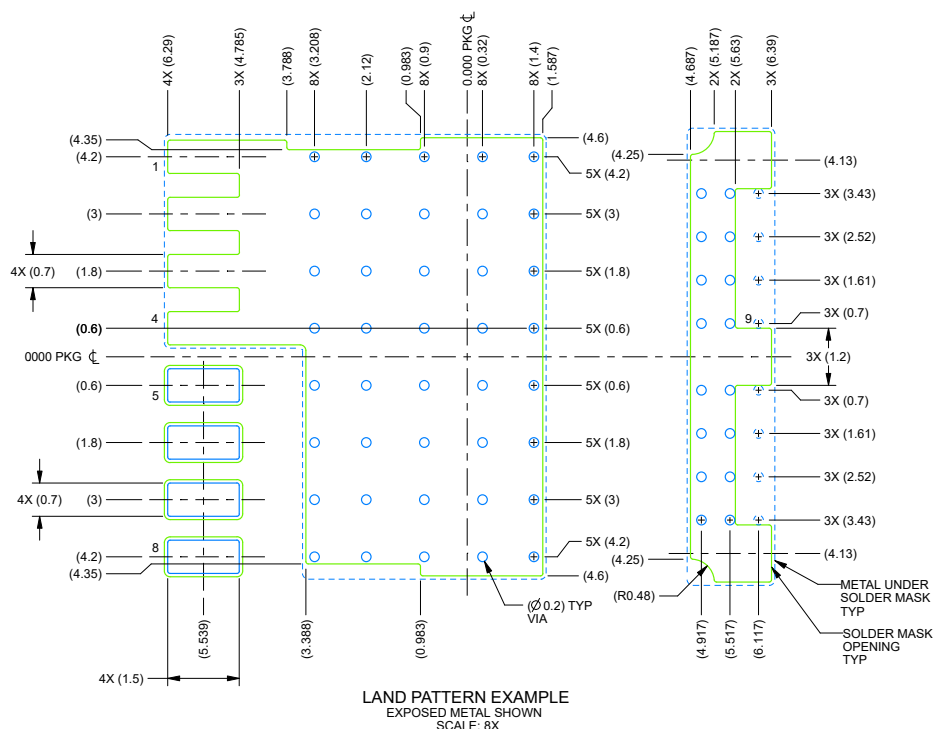 4X (6.29)
3X (4.785)
(3.788)
8X (3.208)
(2.12)
(0.983)
8X (0.9)
0.000 PKG ℄
8X (0.32)
8X (1.4)
(1.587)
(4.687)
2X (5.187)
2X (5.63)
3X (6.39)
(4.35)
(4.2)
1
(4.6)
5X (4.2)
(4.25)
(4.13)
3X (3.43)
(3)
5X (3)
3X (2.52)
4X (0.7)
(1.8)
5X (1.8)
3X (1.61)
4
(0.6)
5X (0.6)
9
3X (0.7)
0000 PKG ℄
3X (1.2)
(0.6)
5
5X (0.6)
3X (0.7)
(1.8)
5X (1.8)
3X (1.61)
4X (0.7)
(3)
5X (3)
3X (2.52)
3X (3.43)
8
(4.2)
(4.35)
5X (4.2)
(4.6)
(4.25)
(4.13)
(R0.48)
METAL UNDER
SOLDER MASK
TYP
(Ø 0.2) TYP
VIA
SOLDER MASK
OPENING
TYP
(5.539)
(3.388)
(0.983)
(4.917)
(5.517)
(6.117)
4X (1.5)
LAND PATTERN EXAMPLE
EXPOSED METAL SHOWN
SCALE: 8X